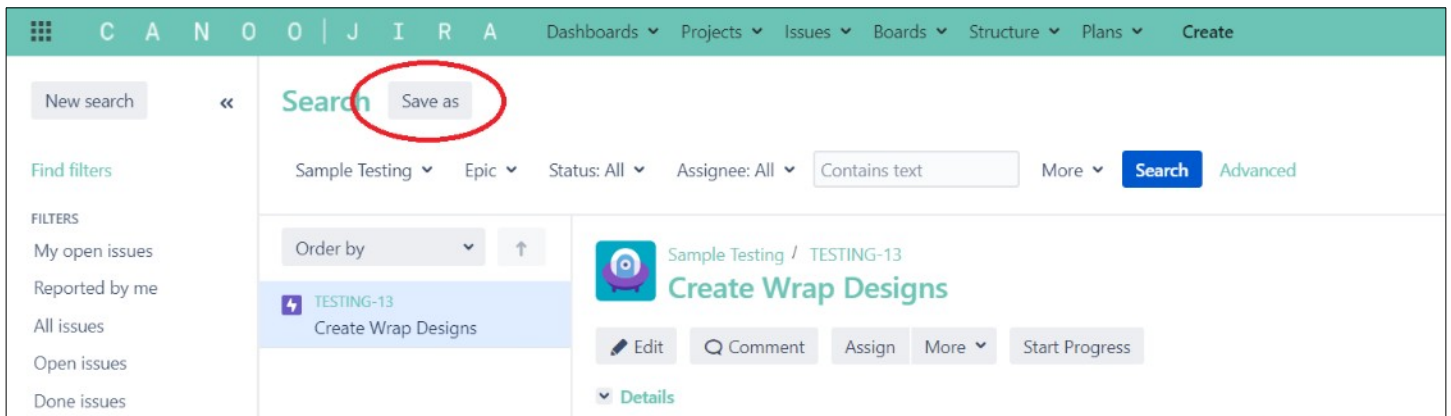 CANOO|JIRA Dashboards Projects Issues Boards Structure Plans Create
New search «
Search Save as
Find filters
Sample Testing Epic Status: All Assignee: All Contains text More Search Advanced
FILTERS
My open issues
Reported by me
All issues
Open issues
Done issues
Order by
TESTING-13
Create Wrap Designs
Sample Testing / TESTING-13
Create Wrap Designs
Edit Comment Assign More Start Progress
Details